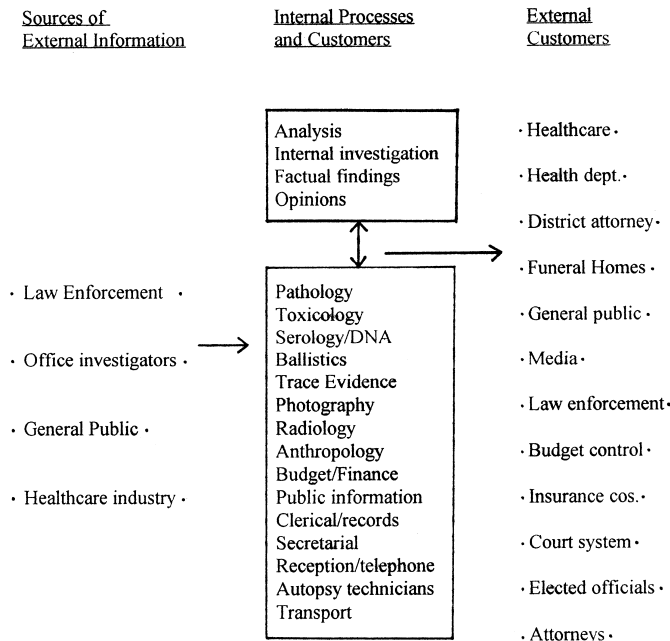 Sources of
External Information
Internal Processes
and Customers
External
Customers
· Law Enforcement ·
· Office investigators ·
· General Public ·
· Healthcare industry ·
Analysis
Internal investigation
Factual findings
Opinions
Pathology
Toxicology
Serology/DNA
Ballistics
Trace Evidence
Photography
Radiology
Anthropology
Budget/Finance
Public information
Clerical/records
Secretarial
Reception/telephone
Autopsy technicians
Transport
· Healthcare ·
· Health dept. ·
· District attorney ·
· Funeral Homes ·
· General public ·
· Media ·
· Law enforcement ·
· Budget control ·
· Insurance cos. ·
· Court system ·
· Elected officials ·
· Attorneys ·